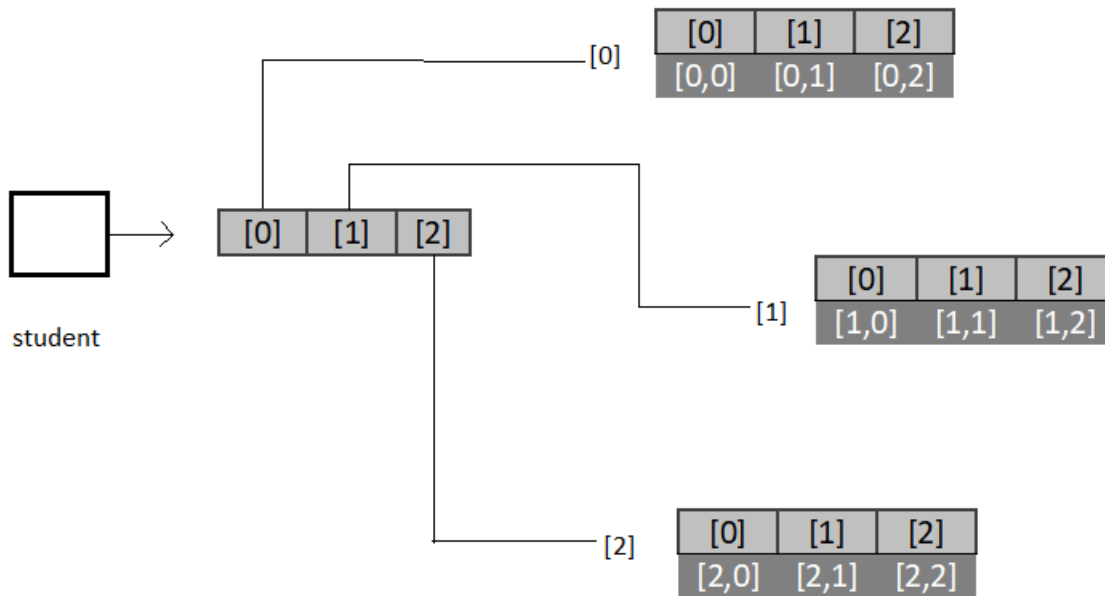 [0] [1] [2]
[0]
[0,0] [0,1] [0,2]
[0] [1] [2]
student
[0] [1] [2]
[1]
[1,0] [1,1] [1,2]
[0] [1] [2]
[2]
[2,0] [2,1] [2,2]